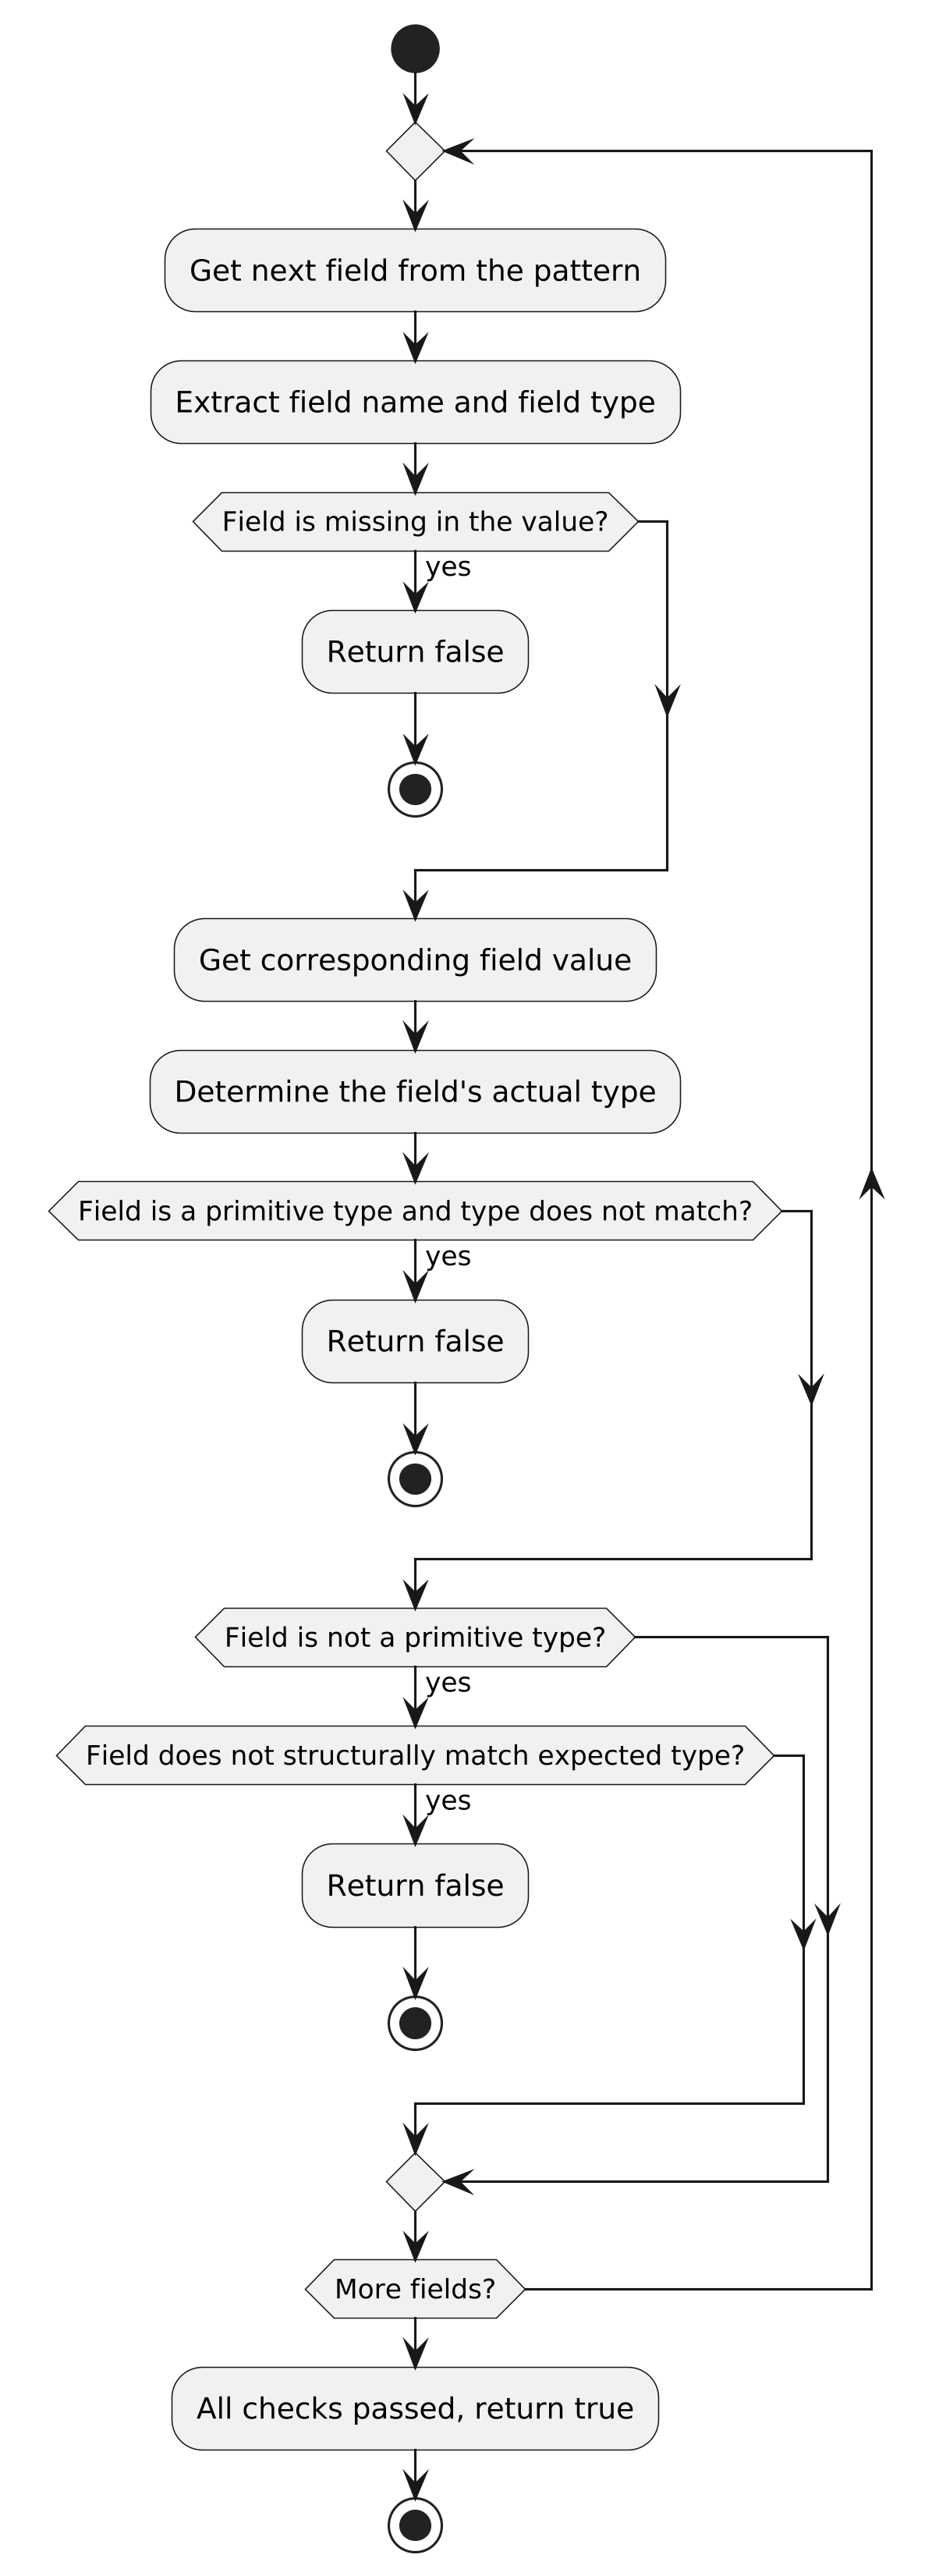 Get next field from the pattern
Extract field name and field type
Field is missing in the value?
yes
Return false
Get corresponding field value
Determine the field's actual type
Field is a primitive type and type does not match?
yes
Return false
Field is not a primitive type?
yes
Field does not structurally match expected type?
yes
Return false
More fields?
All checks passed, return true